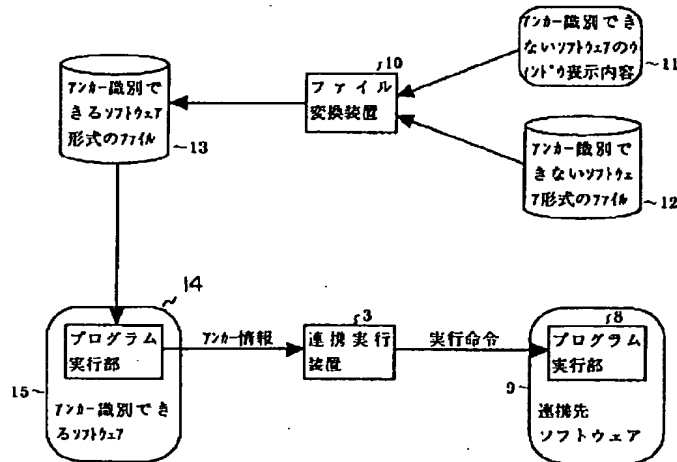 アンカー識別でき
ないソフトウェアのウ
ィンドウ表示内容
11
10
ファイル
変換装置
アンカー識別で
きるソフトウェア
形式のファイル
13
アンカー識別で
きないソフトウェ
ア形式のファイル
12
14
プログラム
実行部
15
アンカー識別でき
るソフトウェア
アンカー情報
3
連携実行
装置
実行命令
8
プログラム
実行部
9
連携先
ソフトウェア